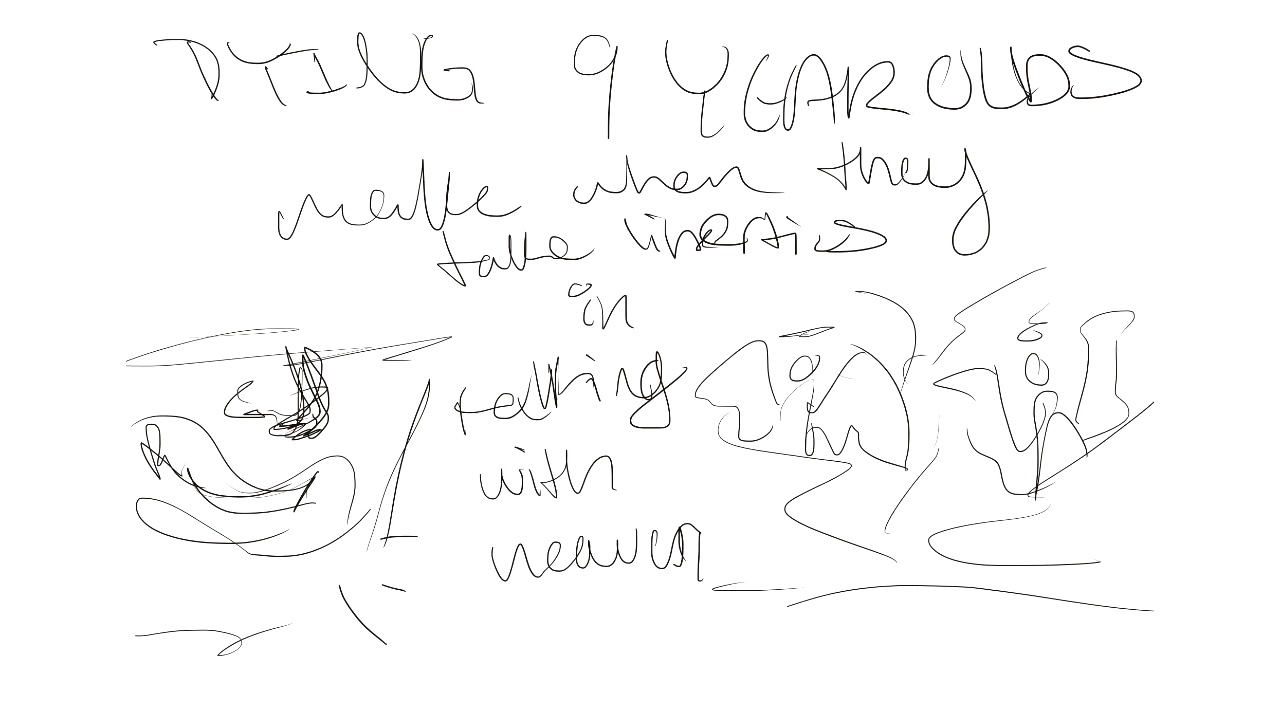 DYING 9 YEAR OLDS
make when they
take liberties
in
talking
with
heaven